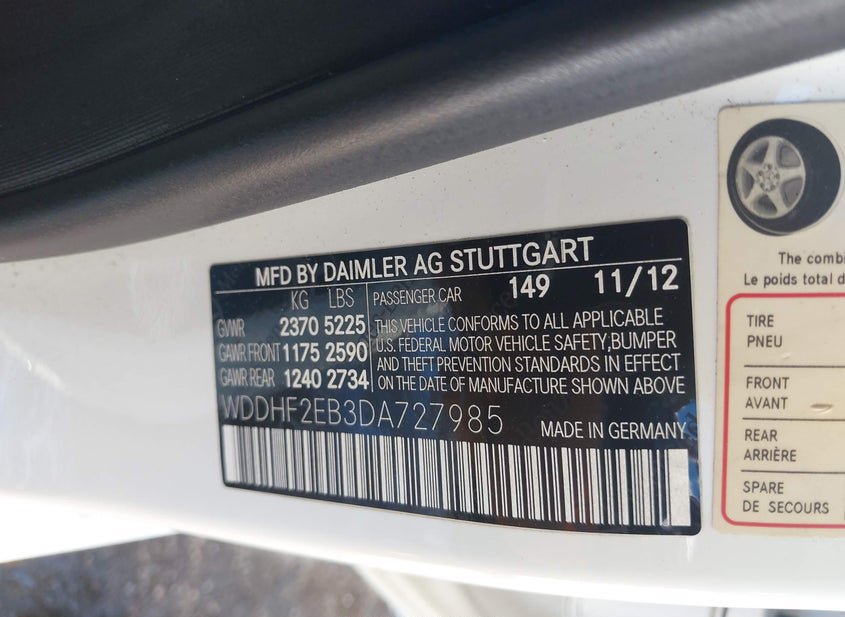 MFD BY DAIMLER AG STUTTGART
KG LBS
GVWR 2370 5225
GAWR FRONT 1175 2590
GAWR REAR 1240 2734
PASSENGER CAR 149 11/12
THIS VEHICLE CONFORMS TO ALL APPLICABLE
U.S. FEDERAL MOTOR VEHICLE SAFETY,BUMPER
AND THEFT PREVENTION STANDARDS IN EFFECT
ON THE DATE OF MANUFACTURE SHOWN ABOVE
WDDHF2EB3DA727985
MADE IN GERMANY
The combi
Le poids total d
TIRE
PNEU
FRONT
AVANT
REAR
ARRIÈRE
SPARE
DE SECOURS